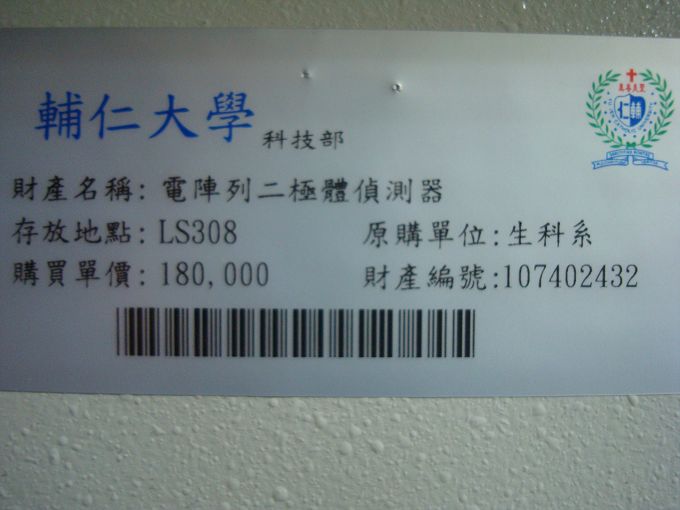 輔仁大學 科技部
財產名稱: 電陣列二極體偵測器
存放地點: LS308 原購單位:生科系
購買單價: 180,000 財產編號:107402432